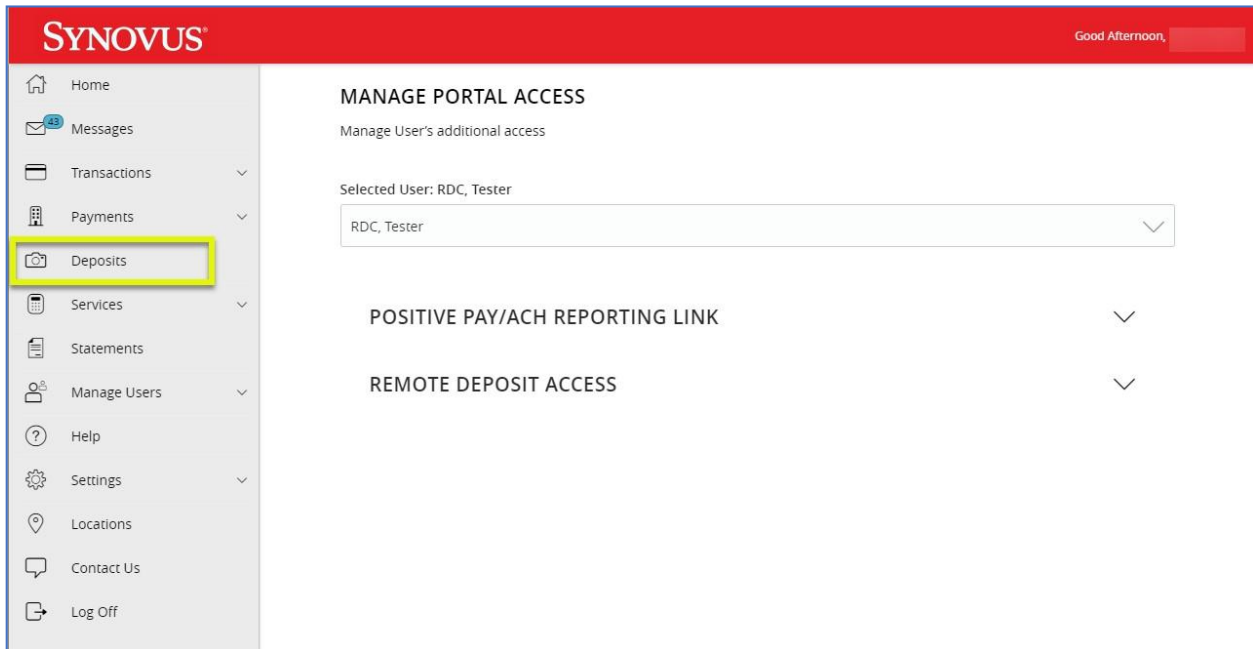 SYNOVUS®
Good Afternoon,
Home
43
Messages
Transactions
Payments
Deposits
Services
Statements
Manage Users
?
Help
Settings
Locations
Contact Us
Log Off
MANAGE PORTAL ACCESS
Manage User's additional access
Selected User: RDC, Tester
RDC, Tester
POSITIVE PAY/ACH REPORTING LINK
REMOTE DEPOSIT ACCESS